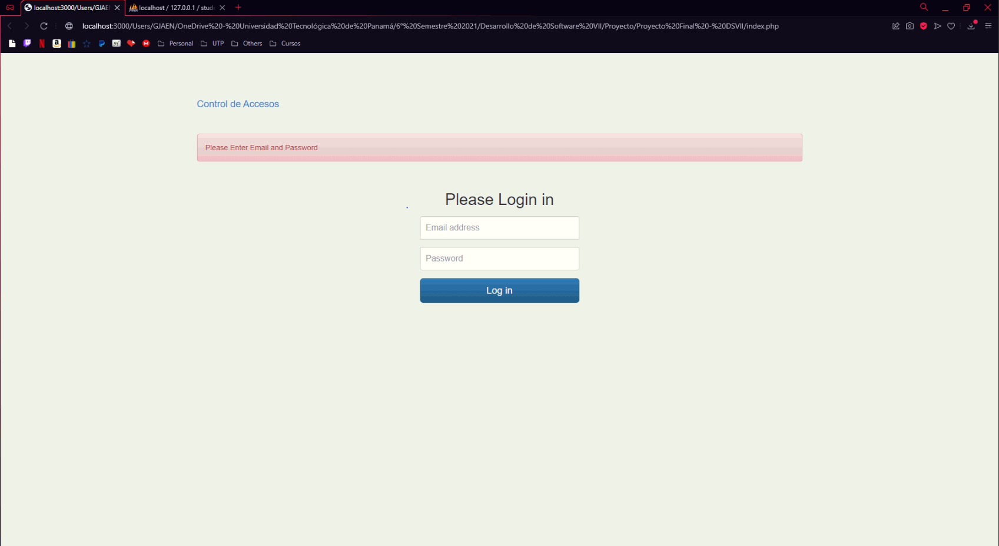 localhost:3000/Users/GJAE
localhost / 127.0.0.1 / stud
localhost:3000/Users/GJAEN/OneDrive%20-%20Universidad%20Tecnológica%20de%20Panamá/6°%20Semestre%202021/Desarrollo%20de%20Software%20VII/Proyecto/Proyecto%20Final%20-%20DSVII/index.php
Personal UTP Others Cursos
Control de Accesos
Please Enter Email and Password
Please Login in
Email address
Password
Log in